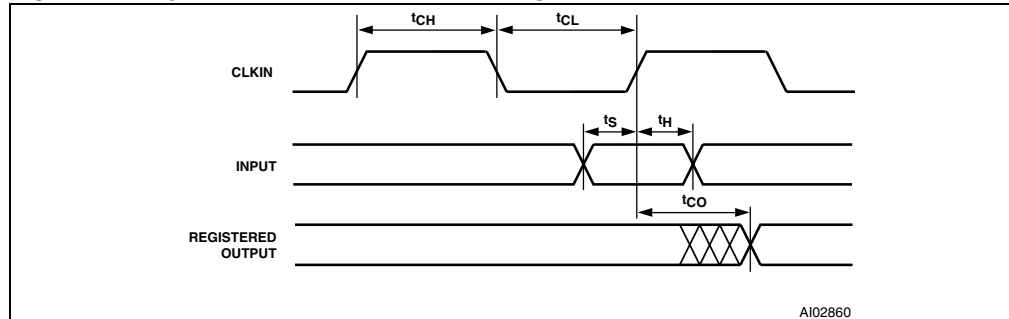 tCH
tCL
CLKIN
tS
tH
INPUT
tCO
REGISTERED
OUTPUT
AI02860